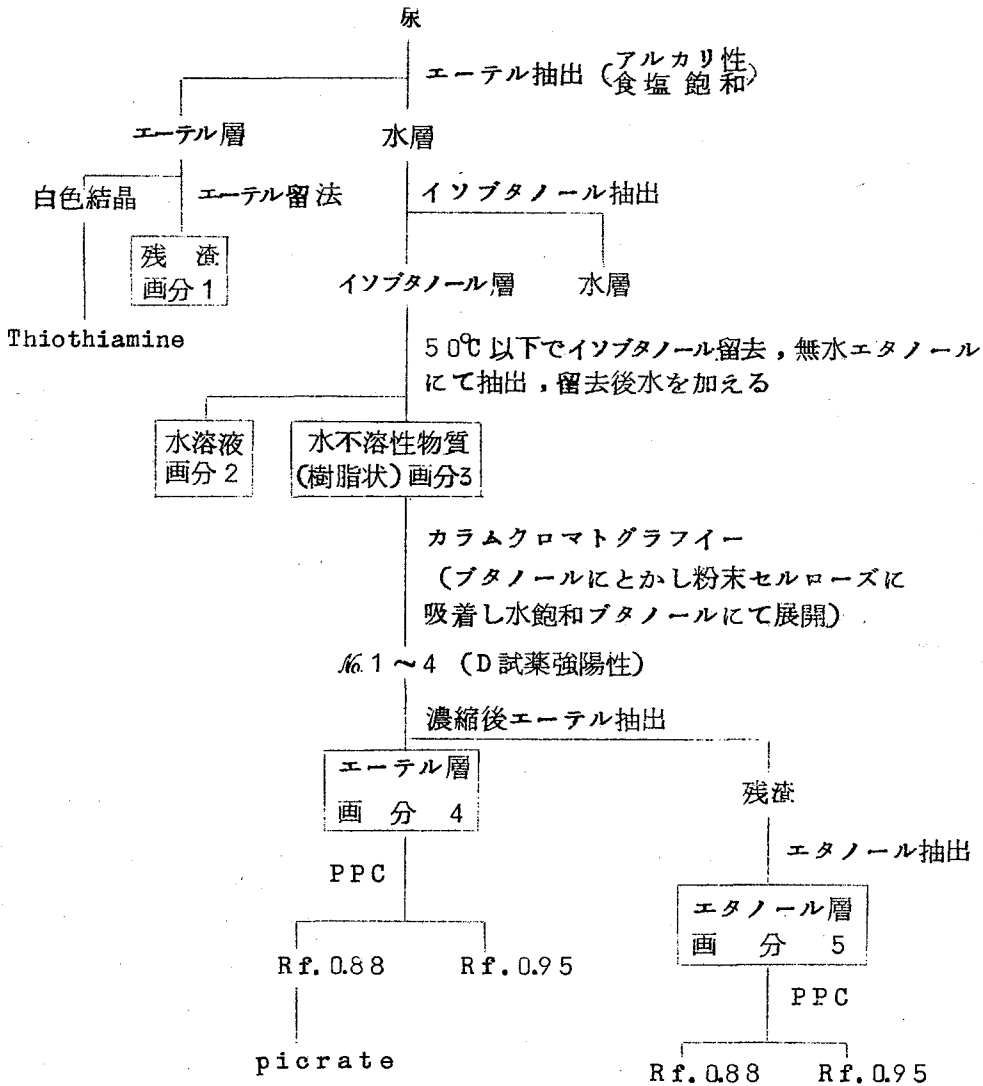 尿
エーテル抽出 (アルカリ性
食塩飽和)
エーテル層
水層
白色結晶
エーテル留法
イソブタノール抽出
残渣
画分1
イソブタノール層
水層
Thiothiamine
50℃以下でイソブタノール留去,無水エタノール
にて抽出,留去後水を加える
水溶液
画分2
水不溶性物質
(樹脂状)画分3
カラムクロマトグラフイー
(ブタノールにとかし粉末セルローズに
吸着し水飽和ブタノールにて展開)
№1~4 (D試薬強陽性)
濃縮後エーテル抽出
エーテル層
画分 4
残渣
エタノール抽出
PPC
エタノール層
画分 5
Rf.0.88 Rf.0.95
PPC
picrate
Rf.0.88 Rf.0.95